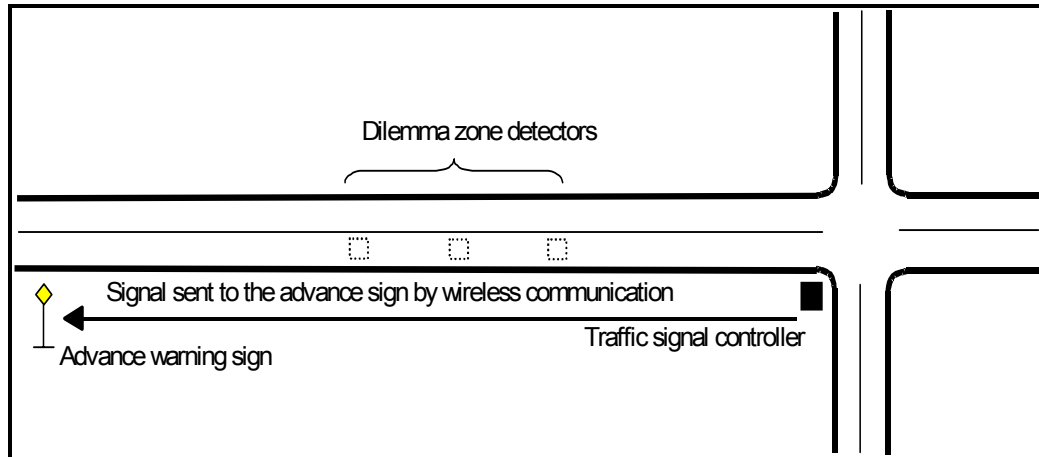 Dilemma zone detectors
Signal sent to the advance sign by wireless communication
Traffic signal controller
Advance warning sign